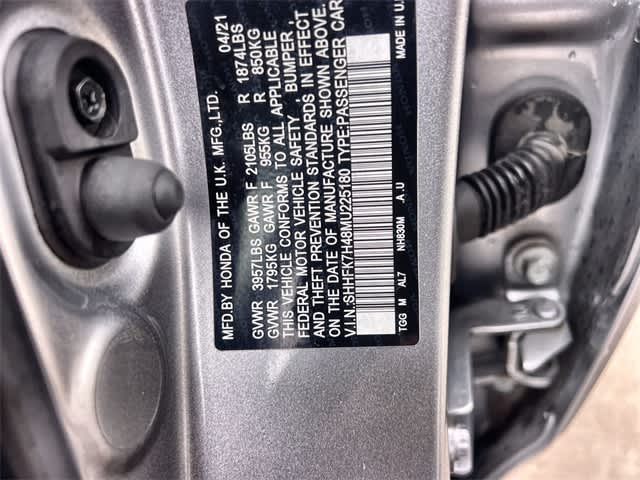 MFD.BY HONDA OF THE U.K. MFG.,LTD. 04/21
GVWR 3957LBS GAWR F 2105LBS R 1874LBS
GVWR 1795KG GAWR F 955KG R 850KG
THIS VEHICLE CONFORMS TO ALL APPLICABLE
FEDERAL MOTOR VEHICLE SAFETY , BUMPER ,
AND THEFT PREVENTION STANDARDS IN EFFECT
ON THE DATE OF MANUFACTURE SHOWN ABOVE.
V.I.N.:SHHFK7H48MU225180 TYPE:PASSENGER CAR
TGG M AL7 NH830M .A.U MADE IN U.